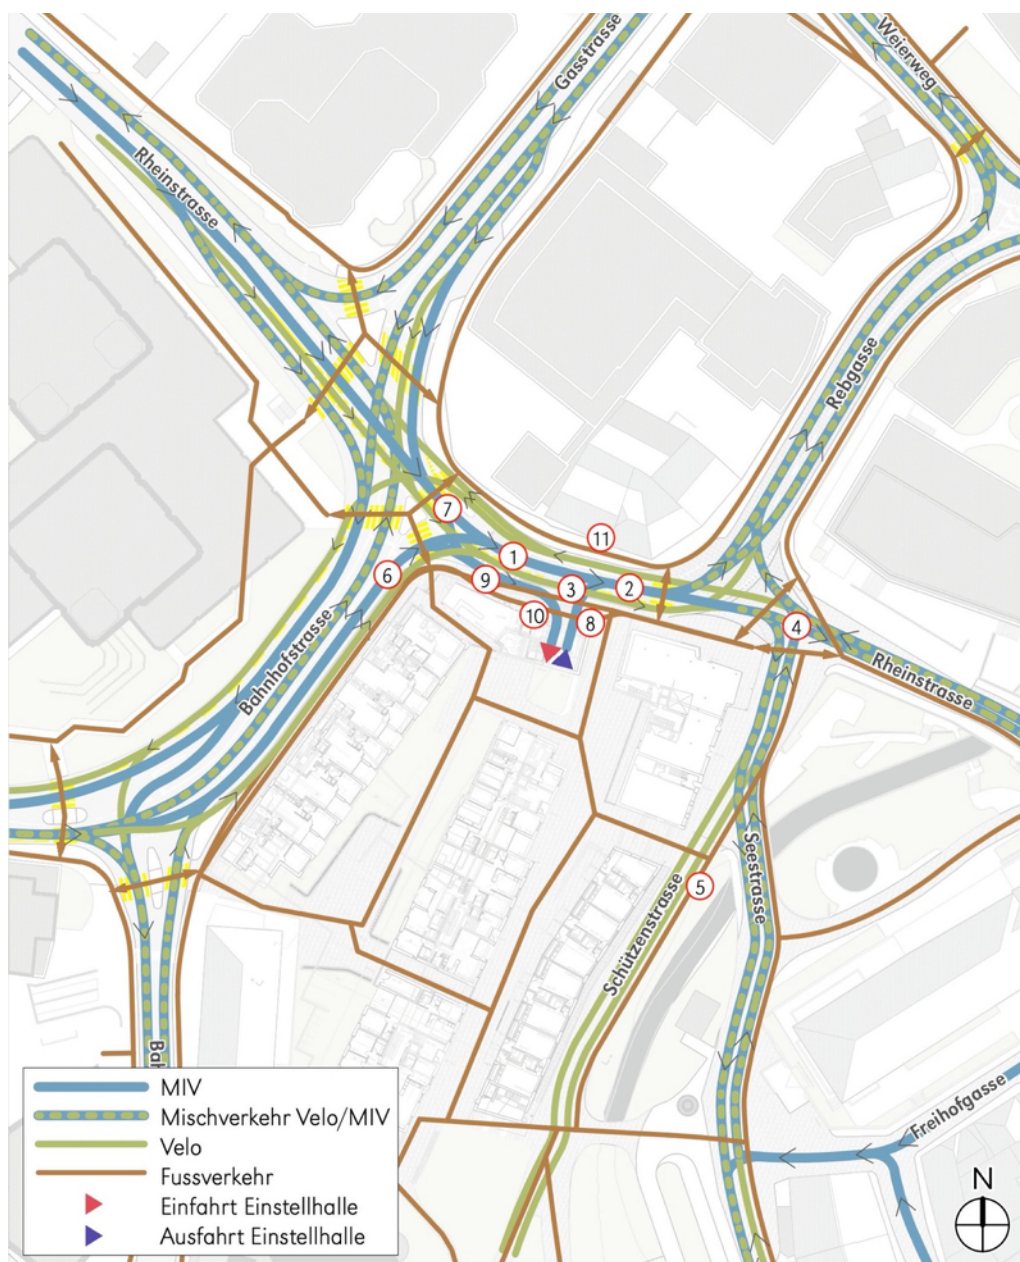 Gasstrasse
Weierweg
Rheinstrasse
Rebgasse
7
11
1
6
9
3
2
10
8
4
Rheinstrasse
Bahnhofstrasse
5
Seestrasse
Schützenstrasse
Bah
Freihofgasse
MIV
Mischverkehr Velo/MIV
Velo
Fussverkehr
Einfahrt Einstellhalle
Ausfahrt Einstellhalle
N